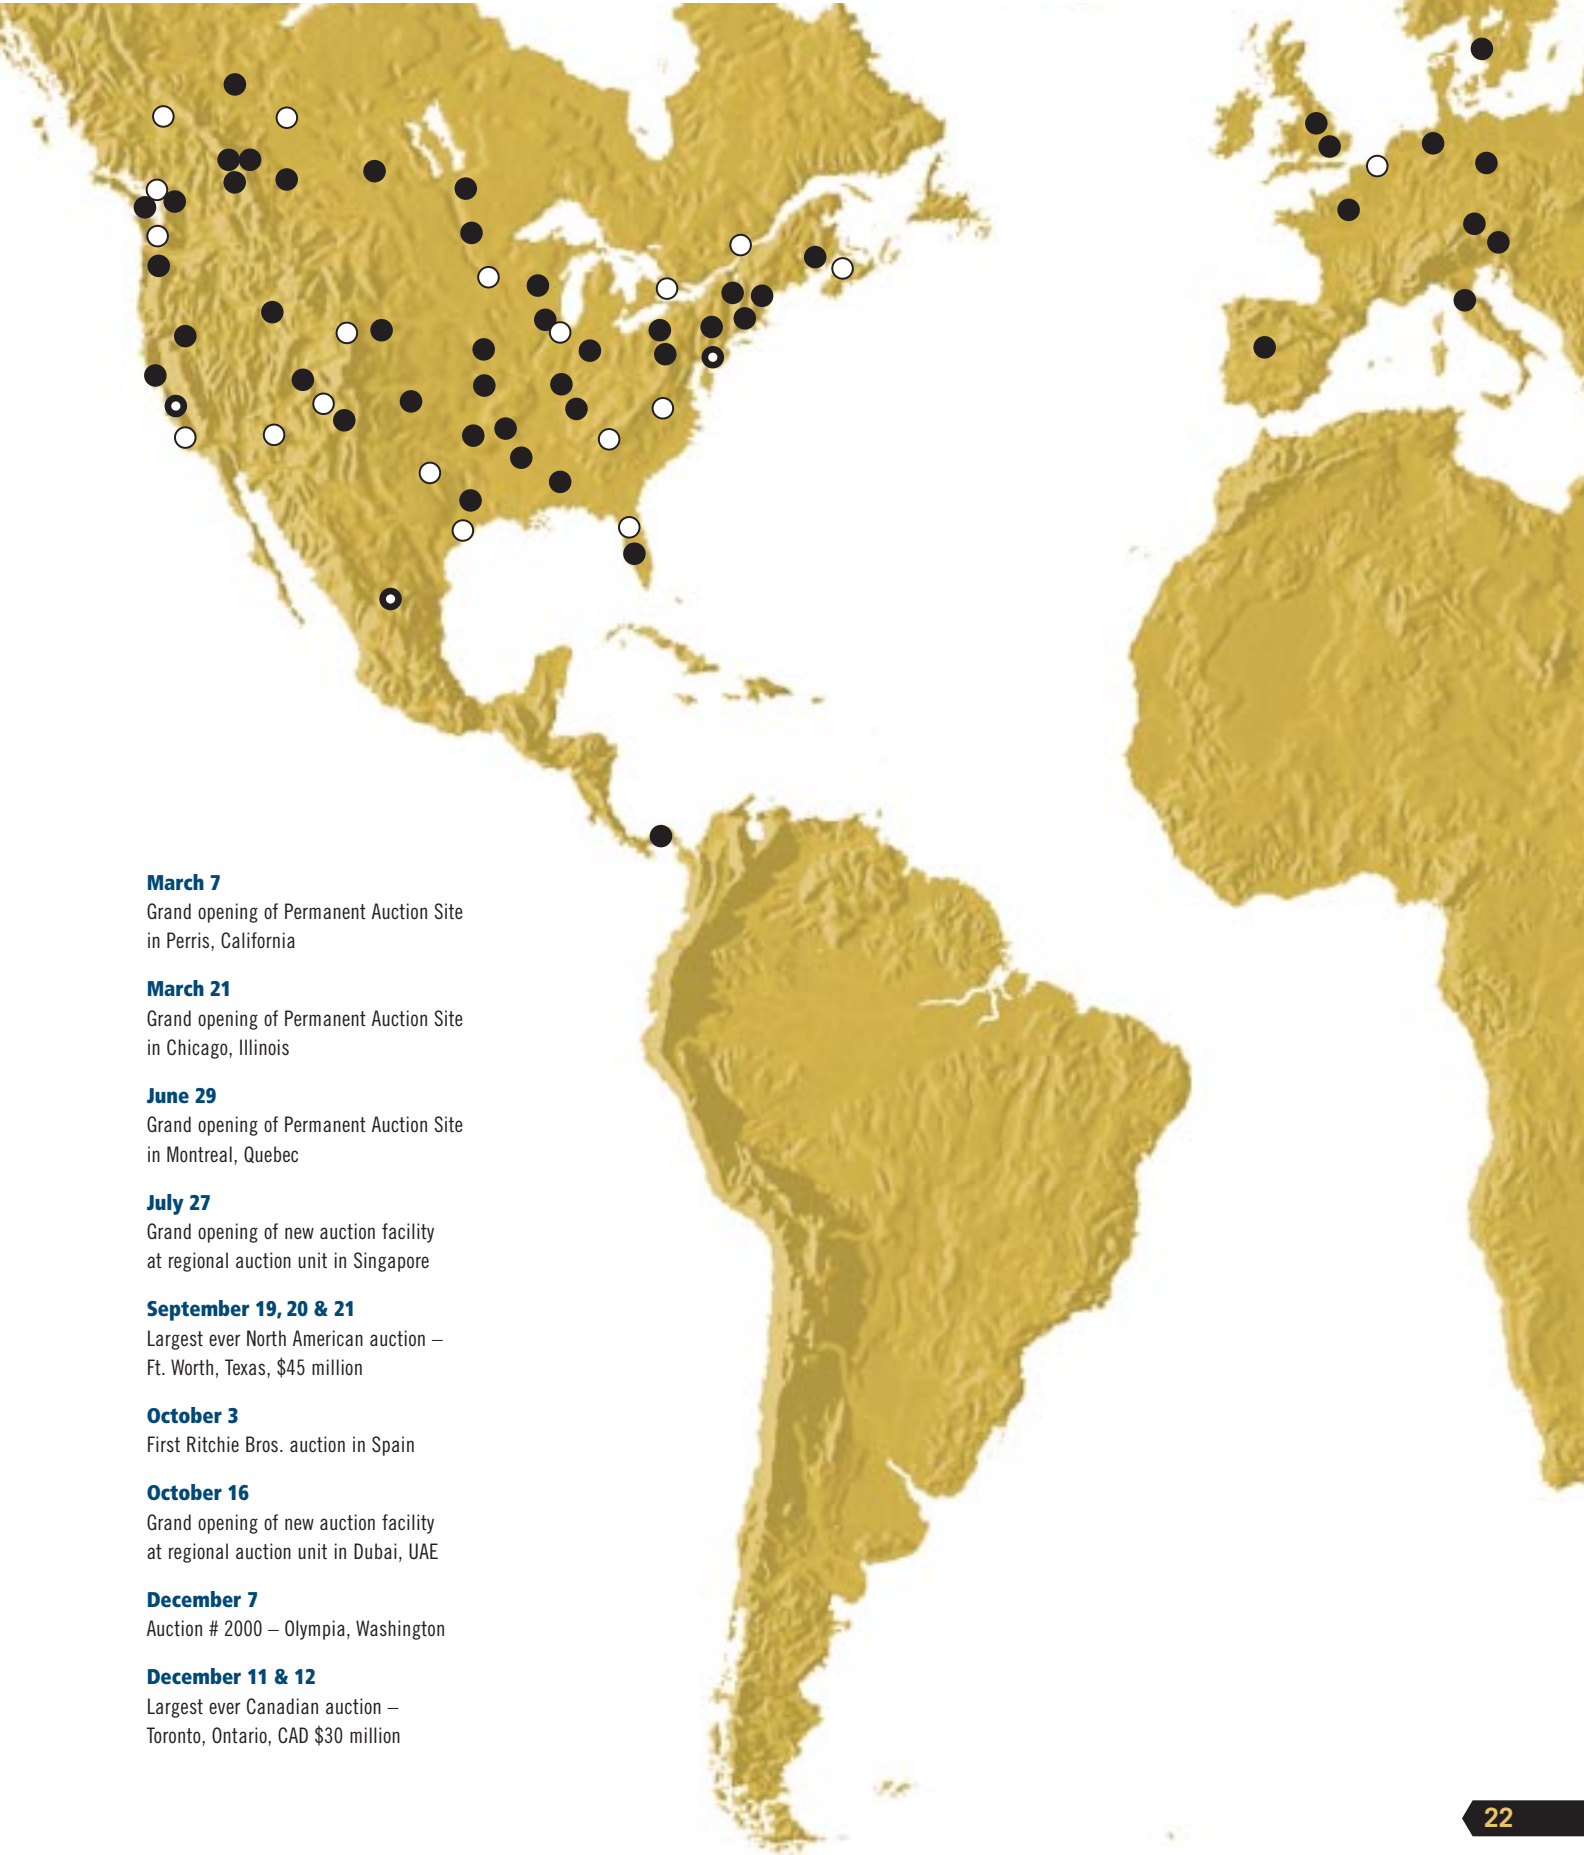 March 7
Grand opening of Permanent Auction Site
in Perris, California
March 21
Grand opening of Permanent Auction Site
in Chicago, Illinois
June 29
Grand opening of Permanent Auction Site
in Montreal, Quebec
July 27
Grand opening of new auction facility
at regional auction unit in Singapore
September 19, 20 & 21
Largest ever North American auction –
Ft. Worth, Texas, $45 million
October 3
First Ritchie Bros. auction in Spain
October 16
Grand opening of new auction facility
at regional auction unit in Dubai, UAE
December 7
Auction # 2000 – Olympia, Washington
December 11 & 12
Largest ever Canadian auction –
Toronto, Ontario, CAD $30 million
22